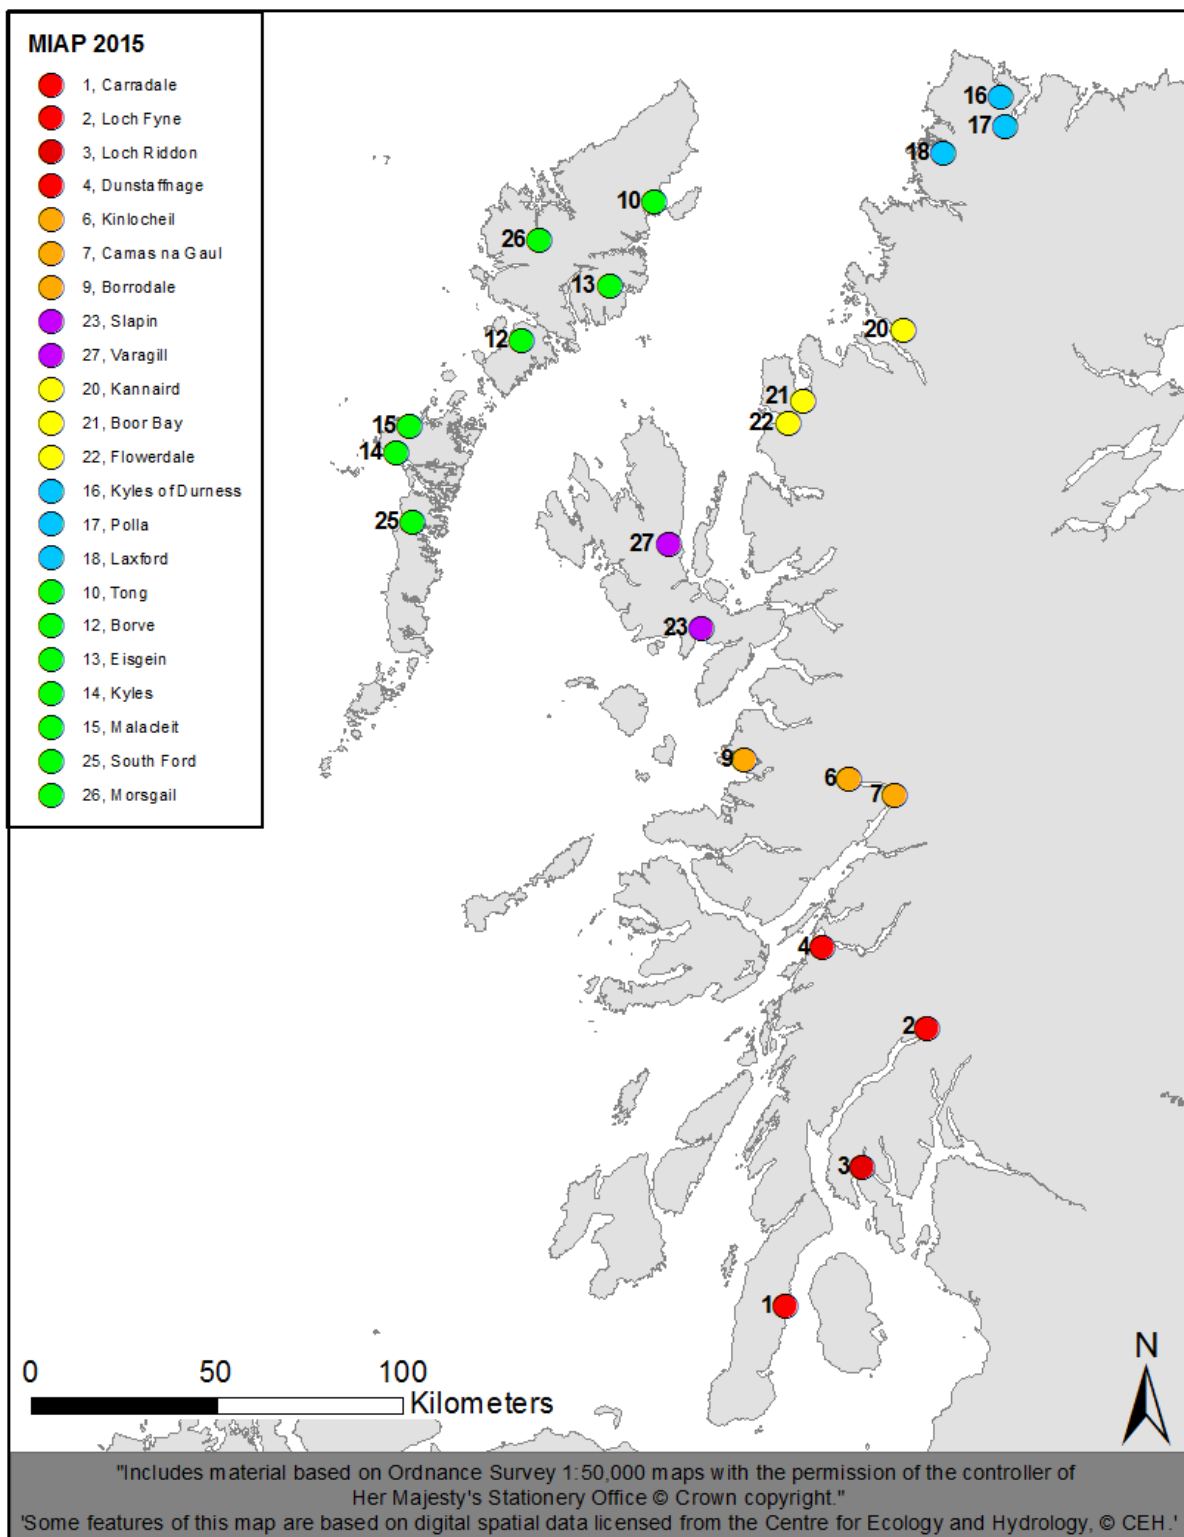 MIAP 2015
1, Carradale
2, Loch Fyne
3, Loch Riddon
4, Dunstaffnage
6, Kinlocheil
7, Camas na Gaul
9, Borrodale
23, Slapin
27, Varagill
20, Kannaird
21, Boor Bay
22, Flowerdale
16, Kyles of Durness
17, Polla
18, Laxford
10, Tong
12, Borve
13, Eisgein
14, Kyles
15, Malacleit
25, South Ford
26, Morsgail
16
17
18
10
26
13
12
20
21
22
15
14
25
27
23
9
6
7
4
2
3
1
N
0 50 100
Kilometers
"Includes material based on Ordnance Survey 1:50,000 maps with the permission of the controller of
Her Majesty's Stationery Office © Crown copyright."
'Some features of this map are based on digital spatial data licensed from the Centre for Ecology and Hydrology, © CEH.'